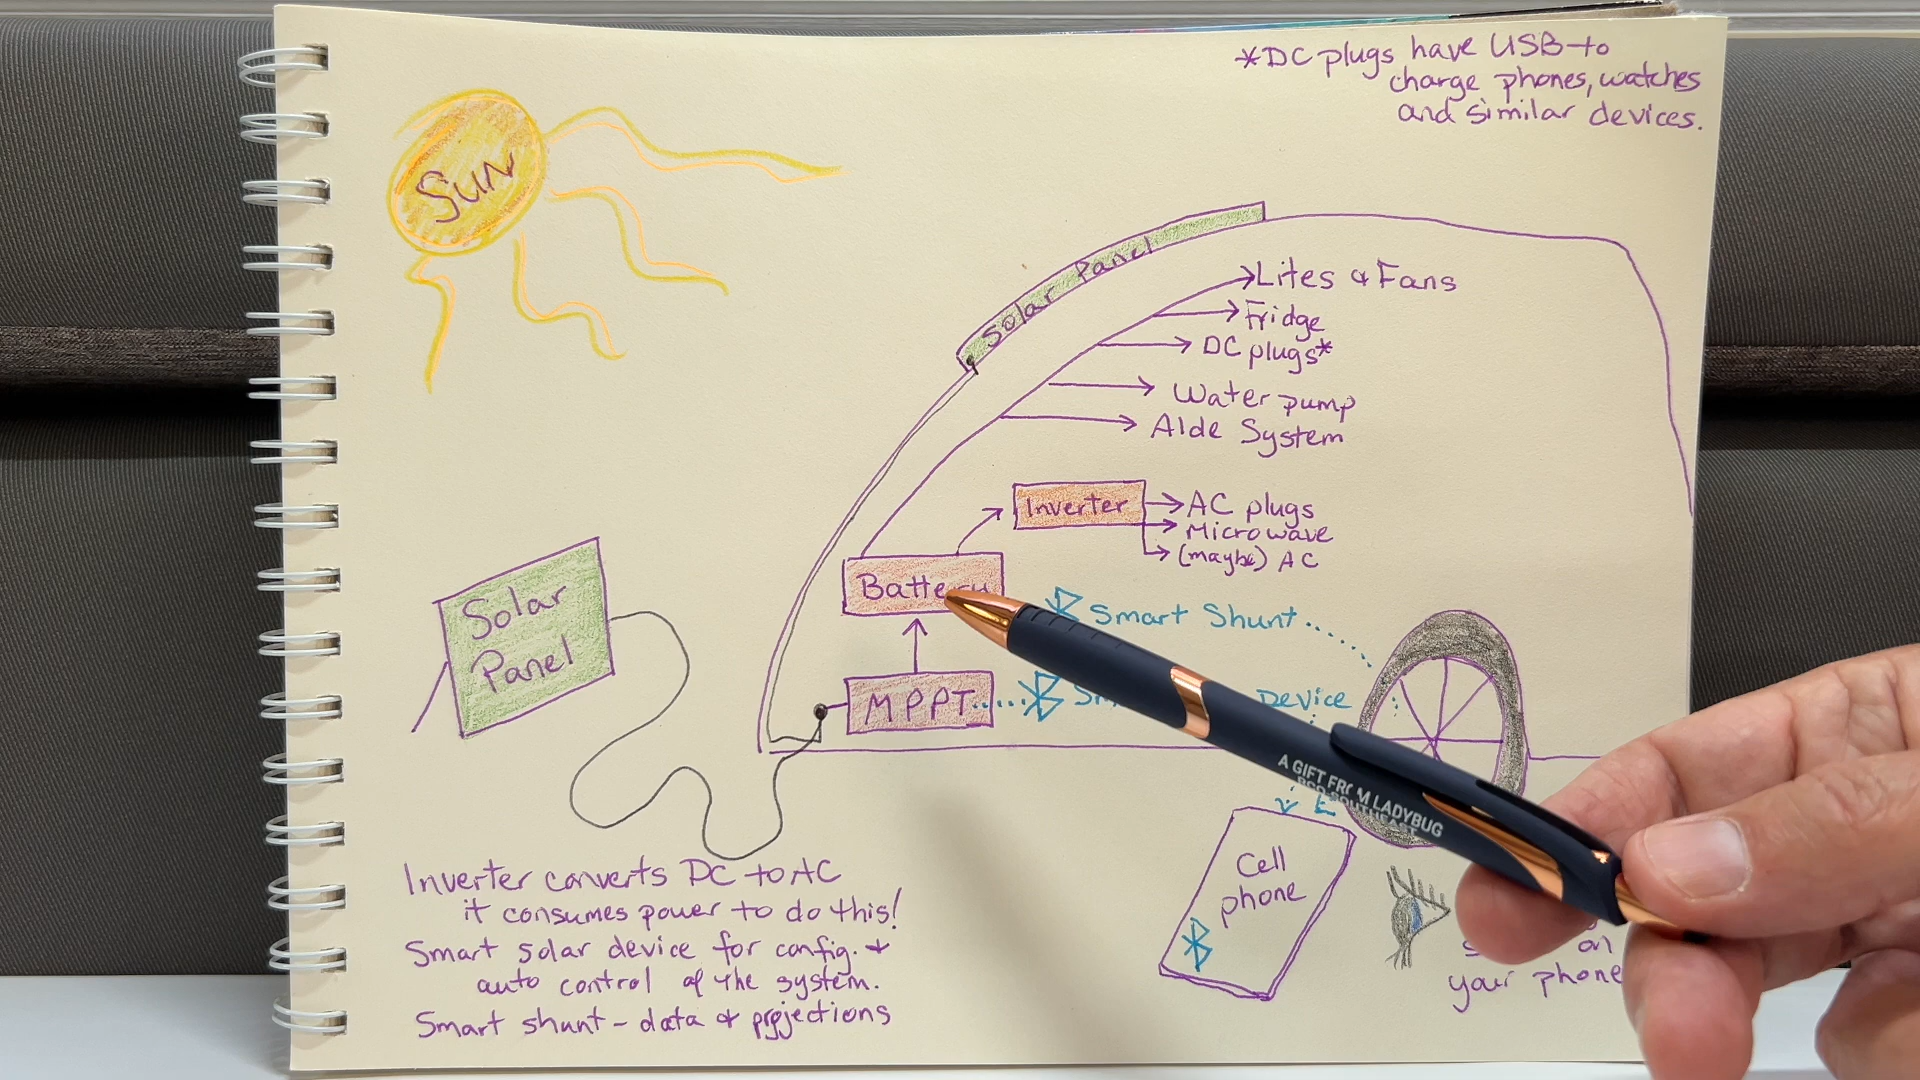 *DC plugs have USB to
charge phones, watches
and similar devices.
Sun
Solar Panel
Lites & Fans
Fridge
DC plugs*
Water pump
Alde System
Inverter
AC plugs
Microwave
(maybe) AC
Battery
Smart Shunt
Solar
Panel
MPPT
Device
A GIFT FROM LADYBUG
Cell
phone
on
your phone
Inverter converts DC to AC
it consumes power to do this!
Smart solar device for config. &
auto control of the system.
Smart shunt - data & projections